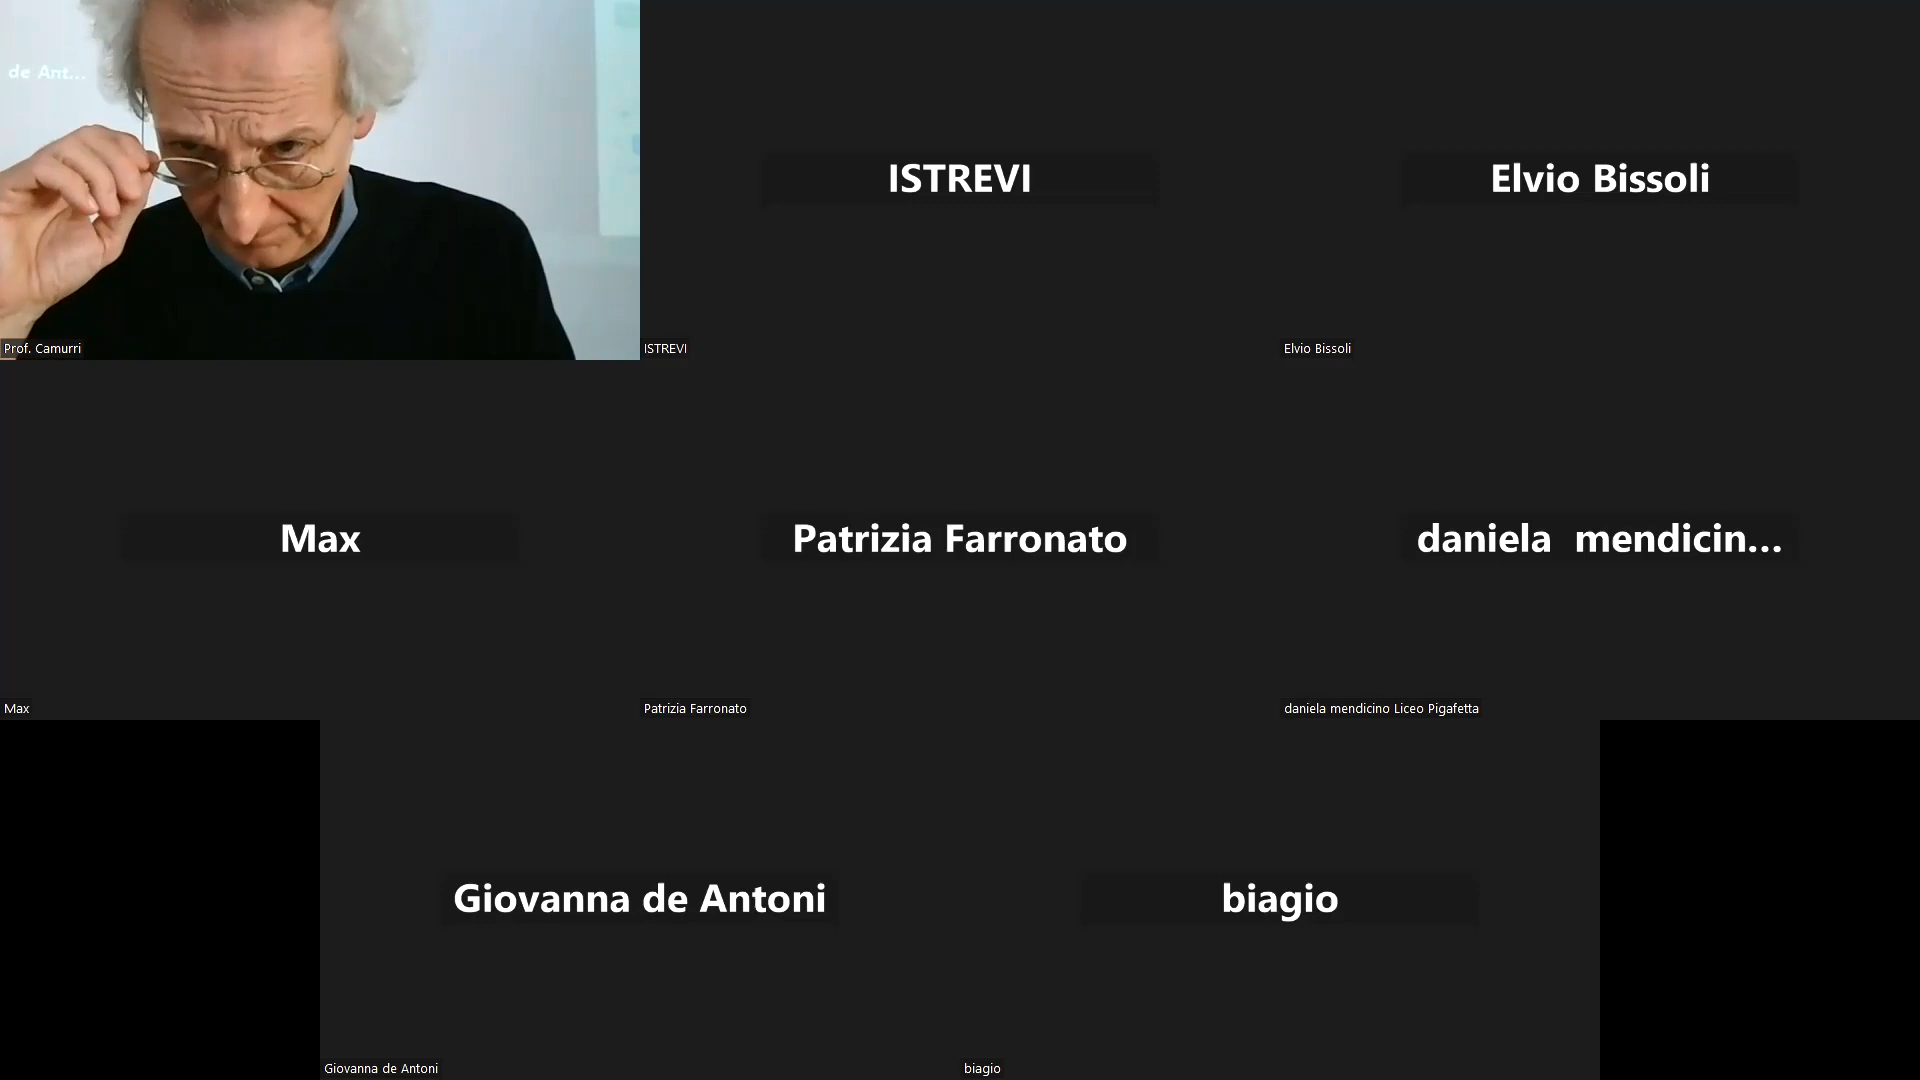 de Ant...
Prof. Camurri
ISTREVI
ISTREVI
Elvio Bissoli
Elvio Bissoli
Max
Max
Patrizia Farronato
Patrizia Farronato
daniela mendicin...
daniela mendicino Liceo Pigafetta
Giovanna de Antoni
Giovanna de Antoni
biagio
biagio